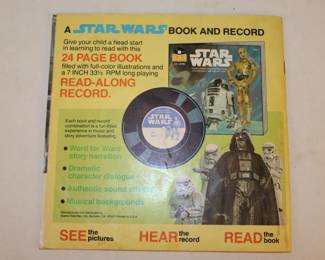 A STAR WARS BOOK AND RECORD
Give your child a head start
in learning to read with this
24 PAGE BOOK
filled with full-color illustrations and
a 7 INCH 33⅓ RPM long playing
READ-ALONG
RECORD.
STAR WARS
Each book and record
combination is a fun-filled
experience in music and
story adventure featuring:
• Word for Word
story narration
• Dramatic
character dialogue
• Authentic sound effects
• Musical backgrounds
STAR WARS
SEE the pictures
HEAR the record
READ the book